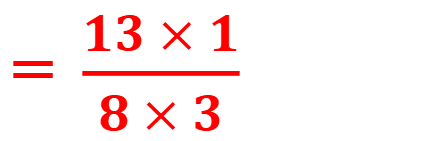 = 13 × 1
8 × 3